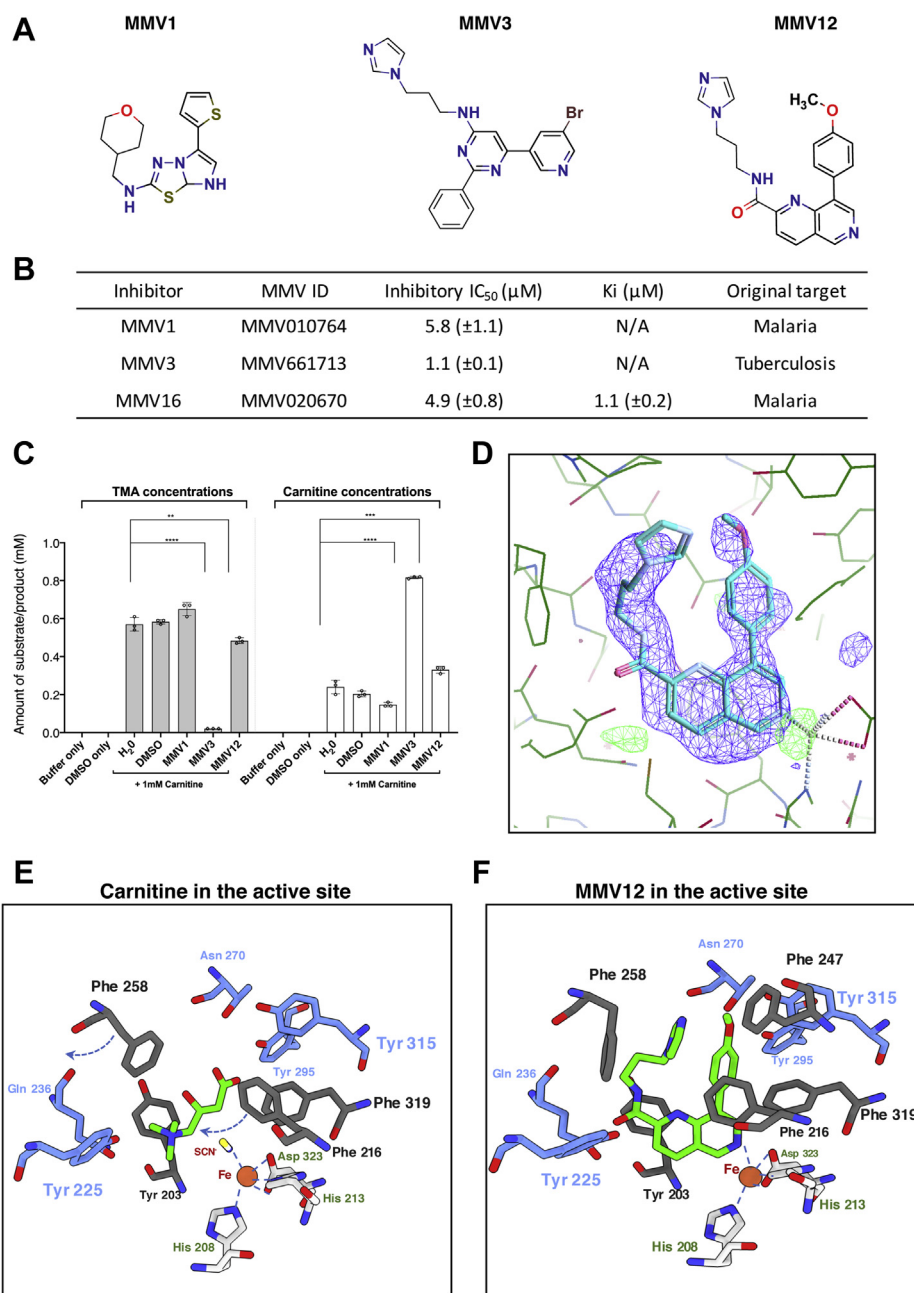 A
MMV1
MMV3
MMV12
O
S
N
N
N
H
S
NH
N
N
NH
Br
N
N
N
N
N
H₃C
O
NH
O
N
N
B
Inhibitor MMV ID Inhibitory IC₅₀ (μM) Ki (μM) Original target
MMV1 MMV010764 5.8 (±1.1) N/A Malaria
MMV3 MMV661713 1.1 (±0.1) N/A Tuberculosis
MMV16 MMV020670 4.9 (±0.8) 1.1 (±0.2) Malaria
C
TMA concentrations Carnitine concentrations
** ***
**** ****
Amount of substrate/product (mM)
1.0
0.8
0.6
0.4
0.2
0.0
Buffer only DMSO only H₂0 DMSO MMV1 MMV3 MMV12 Buffer only DMSO only H₂0 DMSO MMV1 MMV3 MMV12
+ 1mM Carnitine + 1mM Carnitine
D
E
Carnitine in the active site
Asn 270
Phe 258
Tyr 315
Gln 236
Tyr 295
Phe 319
SCN⁻
Asp 323
Phe 216
Tyr 225
Fe
Tyr 203
His 213
His 208
F
MMV12 in the active site
Asn 270
Phe 247
Phe 258
Tyr 315
Gln 236
Tyr 295
Phe 319
Phe 216
Asp 323
Tyr 225
Fe
Tyr 203
His 213
His 208